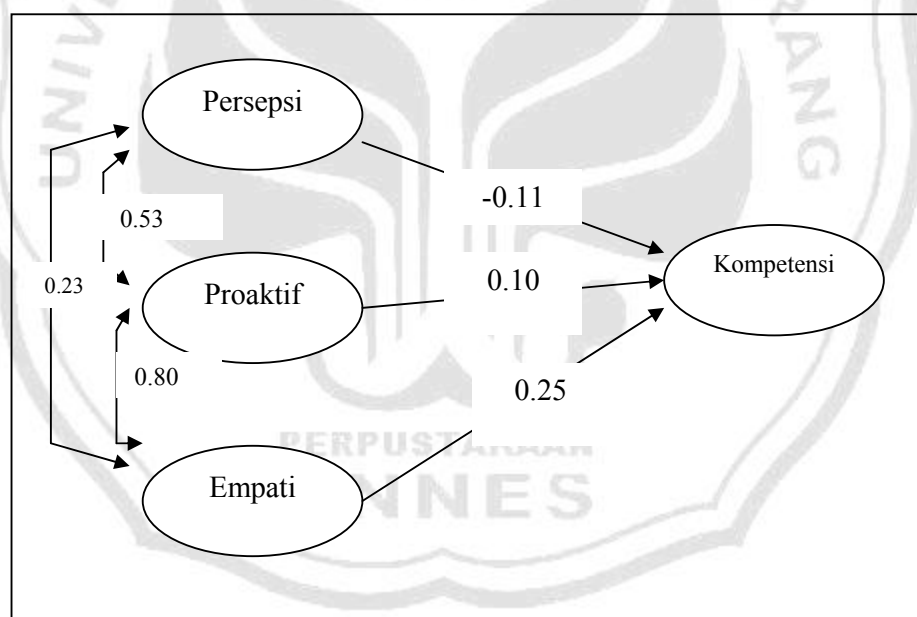 Persepsi
-0.11
0.53
Kompetensi
0.23
Proaktif
0.10
0.80
0.25
PERPUSTAKAAN
UNNES
Empati